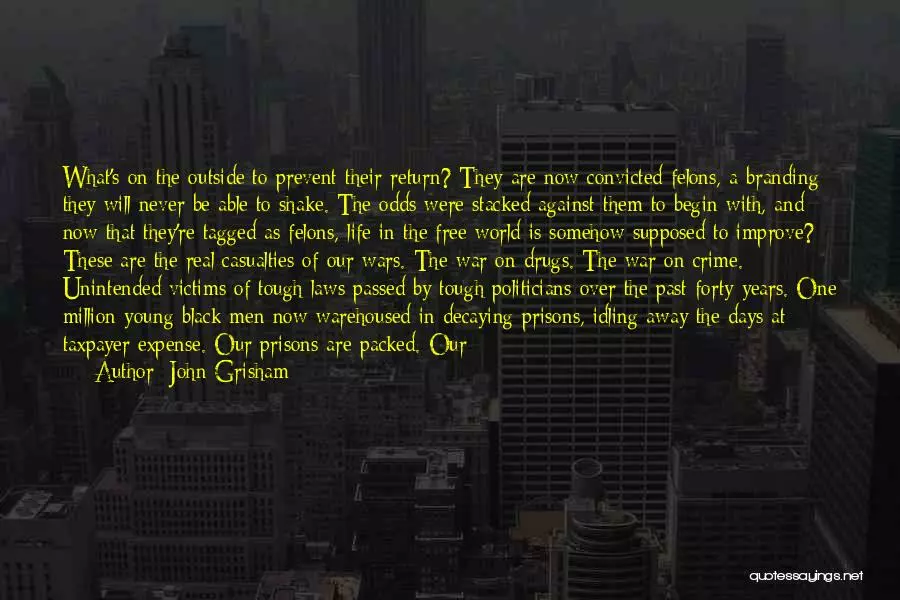 What's on the outside to prevent their return? They are now convicted felons, a branding
they will never be able to shake. The odds were stacked against them to begin with, and
now that they're tagged as felons, life in the free world is somehow supposed to improve?
These are the real casualties of our wars. The war on drugs. The war on crime.
Unintended victims of tough laws passed by tough politicians over the past forty years. One
million young black men now warehoused in decaying prisons, idling away the days at
taxpayer expense. Our prisons are packed. Our
Author: John Grisham
quotessayings.net